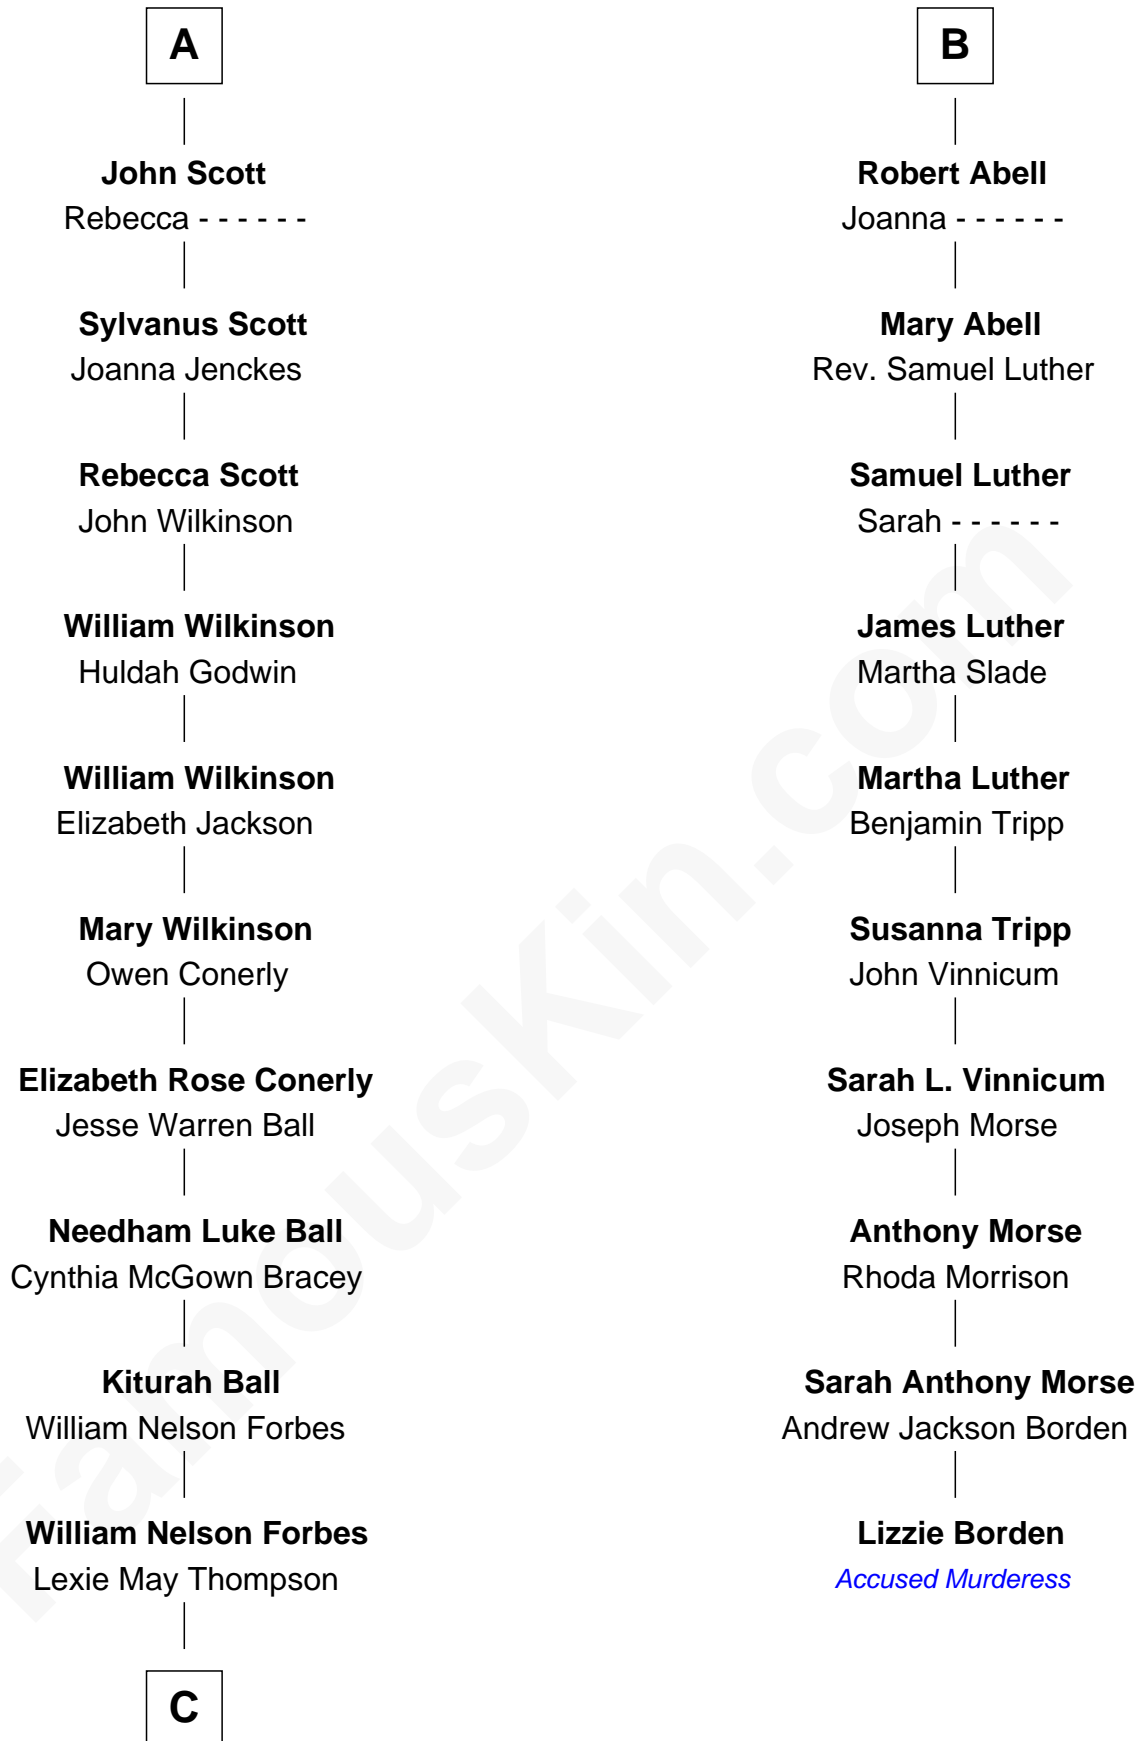 A
John Scott
Rebecca - - - - - -
Sylvanus Scott
Joanna Jenckes
Rebecca Scott
John Wilkinson
William Wilkinson
Huldah Godwin
William Wilkinson
Elizabeth Jackson
Mary Wilkinson
Owen Conerly
Elizabeth Rose Conerly
Jesse Warren Ball
Needham Luke Ball
Cynthia McGown Bracey
Kiturah Ball
William Nelson Forbes
William Nelson Forbes
Lexie May Thompson
C
B
Robert Abell
Joanna - - - - - -
Mary Abell
Rev. Samuel Luther
Samuel Luther
Sarah - - - - - -
James Luther
Martha Slade
Martha Luther
Benjamin Tripp
Susanna Tripp
John Vinnicum
Sarah L. Vinnicum
Joseph Morse
Anthony Morse
Rhoda Morrison
Sarah Anthony Morse
Andrew Jackson Borden
Lizzie Borden
Accused Murderess
FamousKin.com